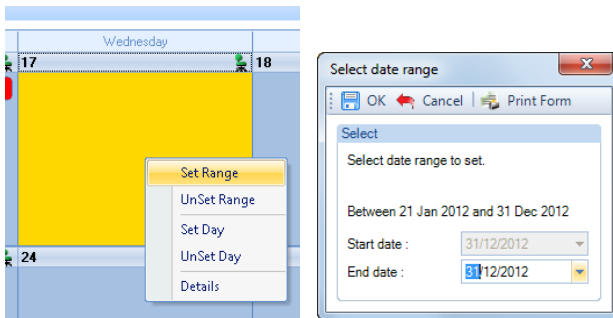 Wednesday
17
18
Set Range
UnSet Range
Set Day
UnSet Day
Details
24
Select date range
OK Cancel Print Form
Select
Select date range to set.
Between 21 Jan 2012 and 31 Dec 2012
Start date : 31/12/2012
End date : 31/12/2012